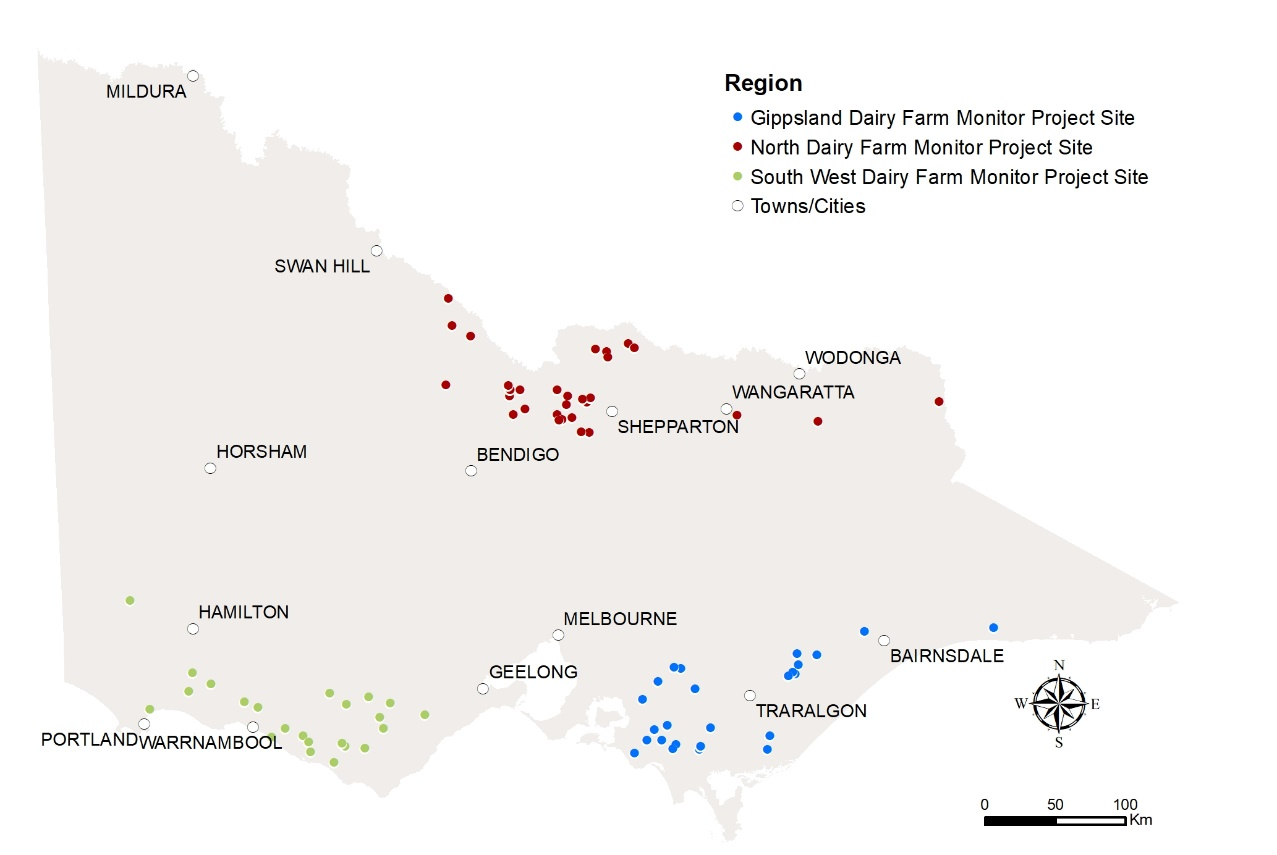 MILDURA
Region
Gippsland Dairy Farm Monitor Project Site
North Dairy Farm Monitor Project Site
South West Dairy Farm Monitor Project Site
Towns/Cities
SWAN HILL
WODONGA
WANGARATTA
SHEPPARTON
HORSHAM
BENDIGO
HAMILTON
MELBOURNE
BAIRNSDALE
GEELONG
TRARALGON
PORTLAND
WARRNAMBOOL
N
W E
S
0 50 100
Km